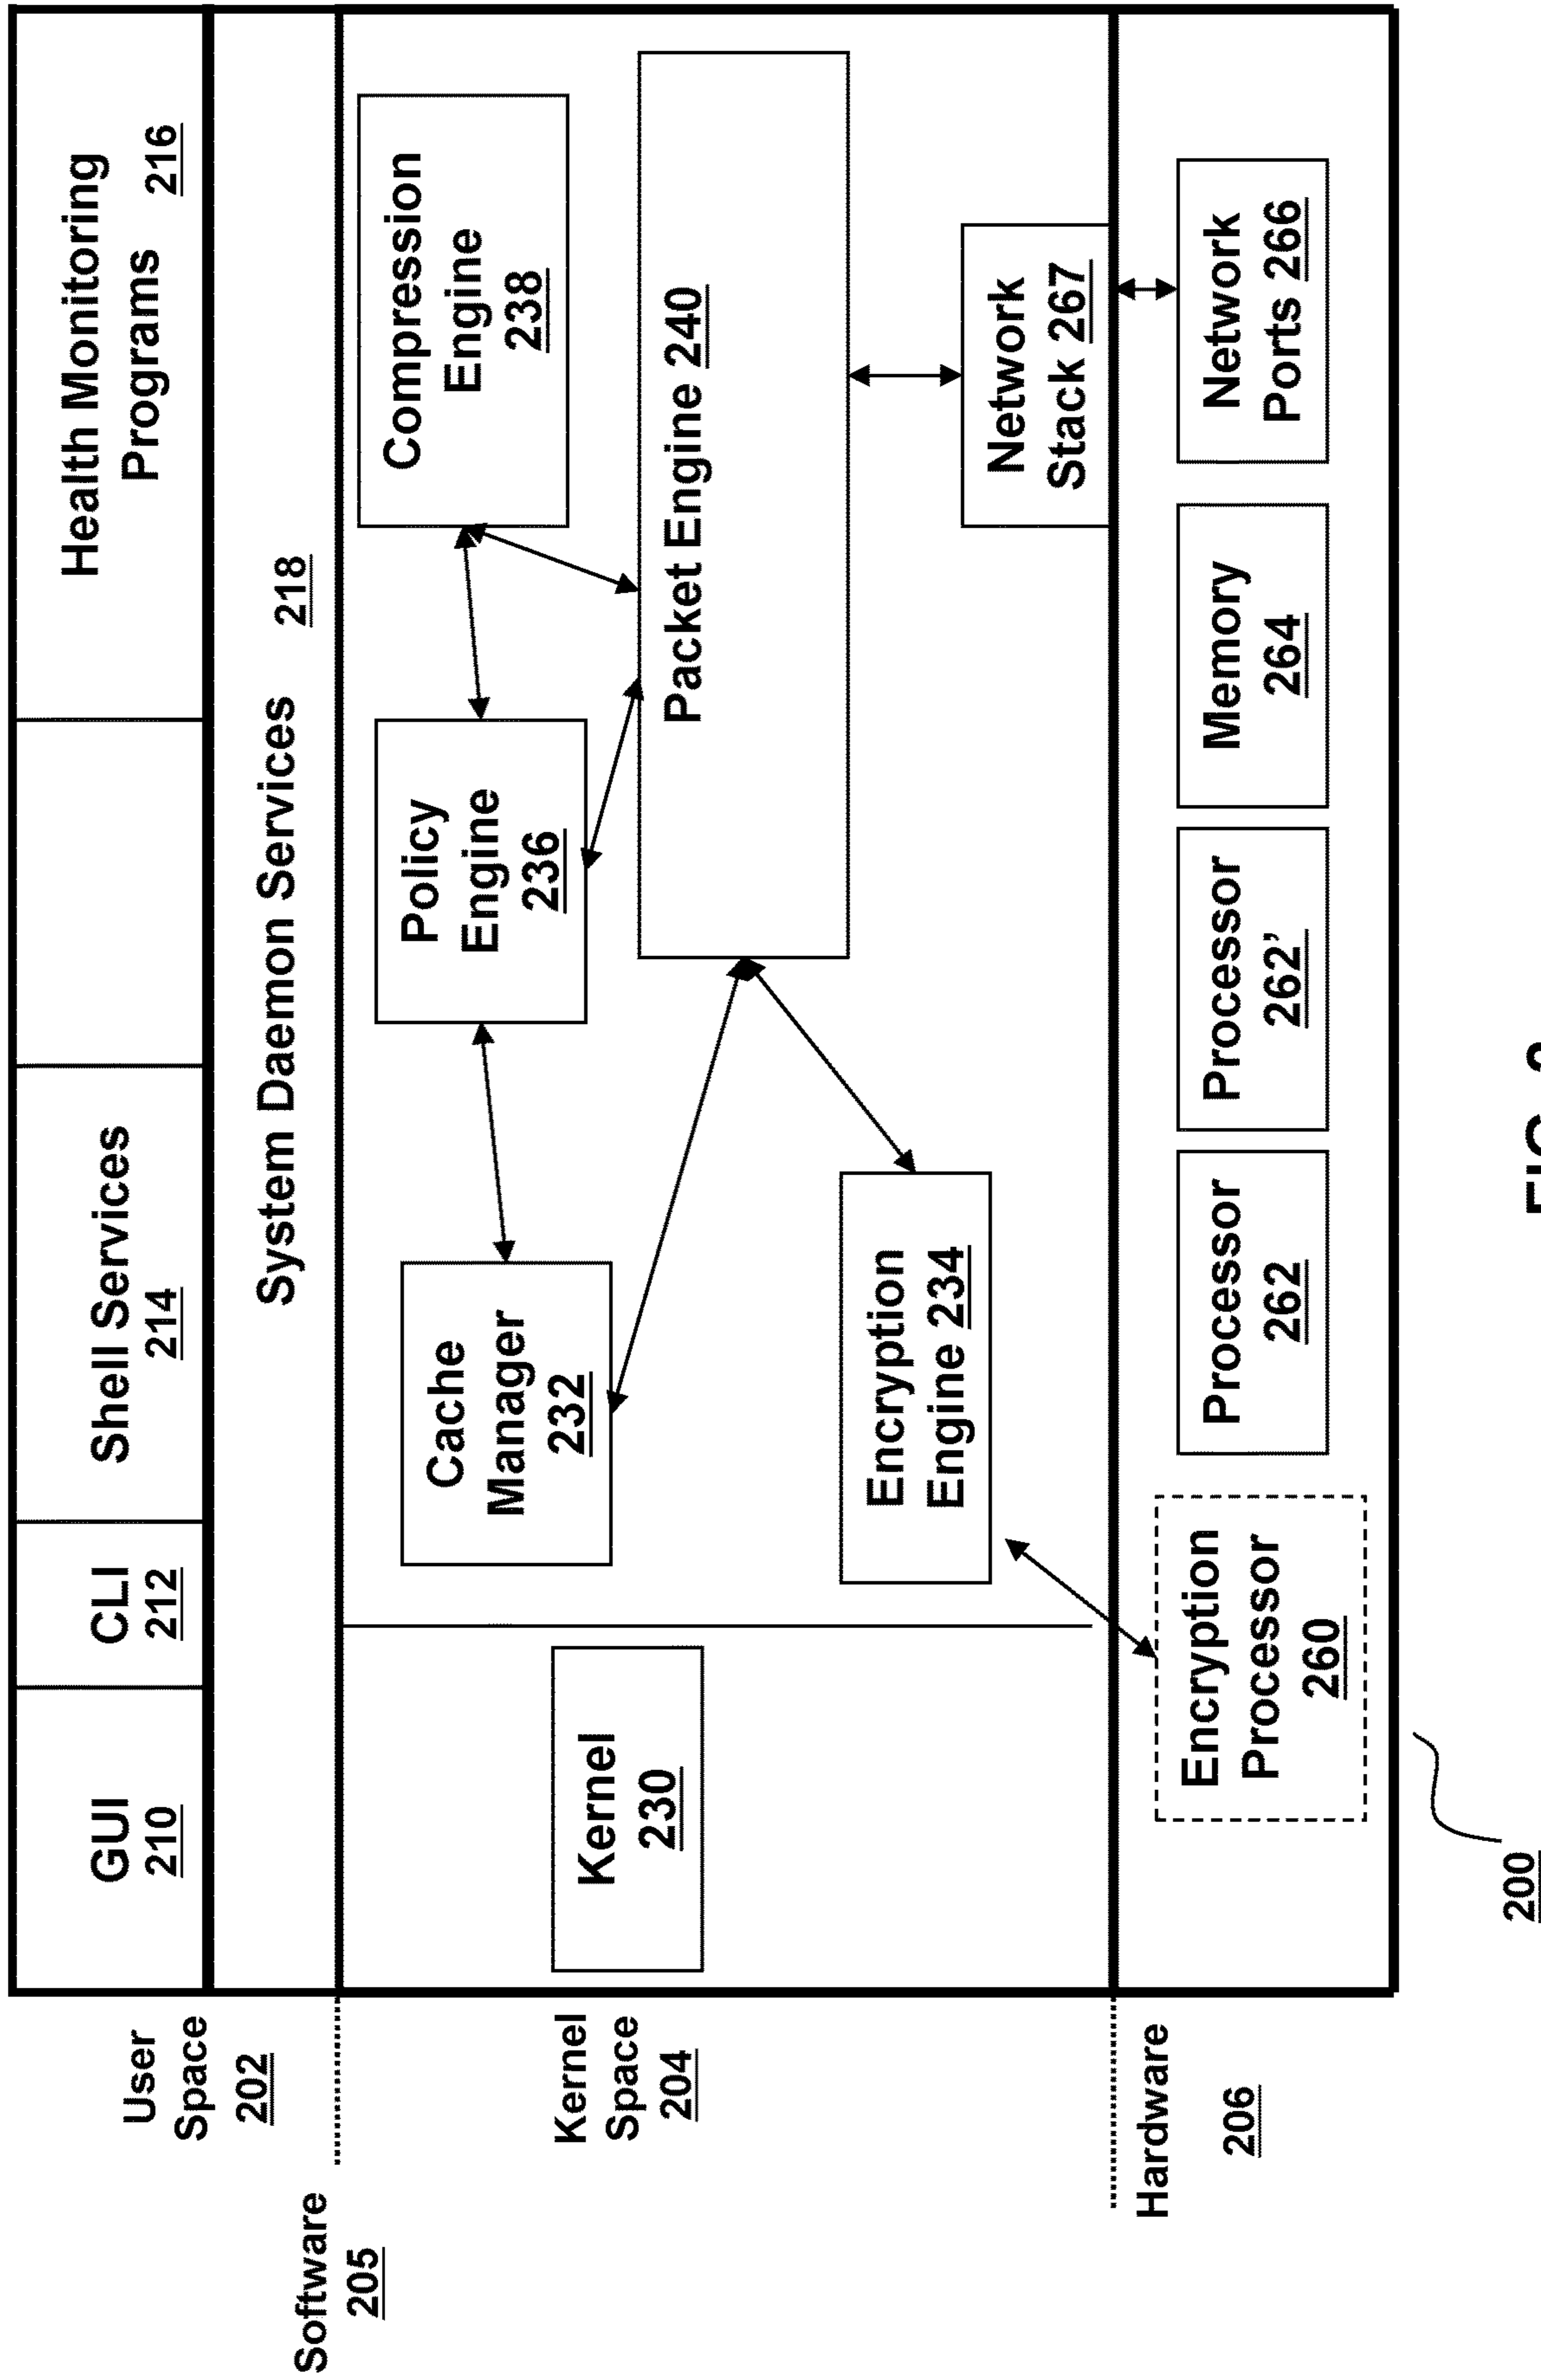 User
Space
202
Software
205
Kernel
Space
204
Hardware
206
GUI
210
CLI
212
Shell Services
214
Health Monitoring
Programs 216
System Daemon Services 218
Kernel
230
Cache
Manager
232
Policy
Engine
236
Compression
Engine
238
Packet Engine 240
Encryption
Engine 234
Network
Stack 267
Encryption
Processor
260
Processor
262
Processor
262’
Memory
264
Network
Ports 266
200
FIG.